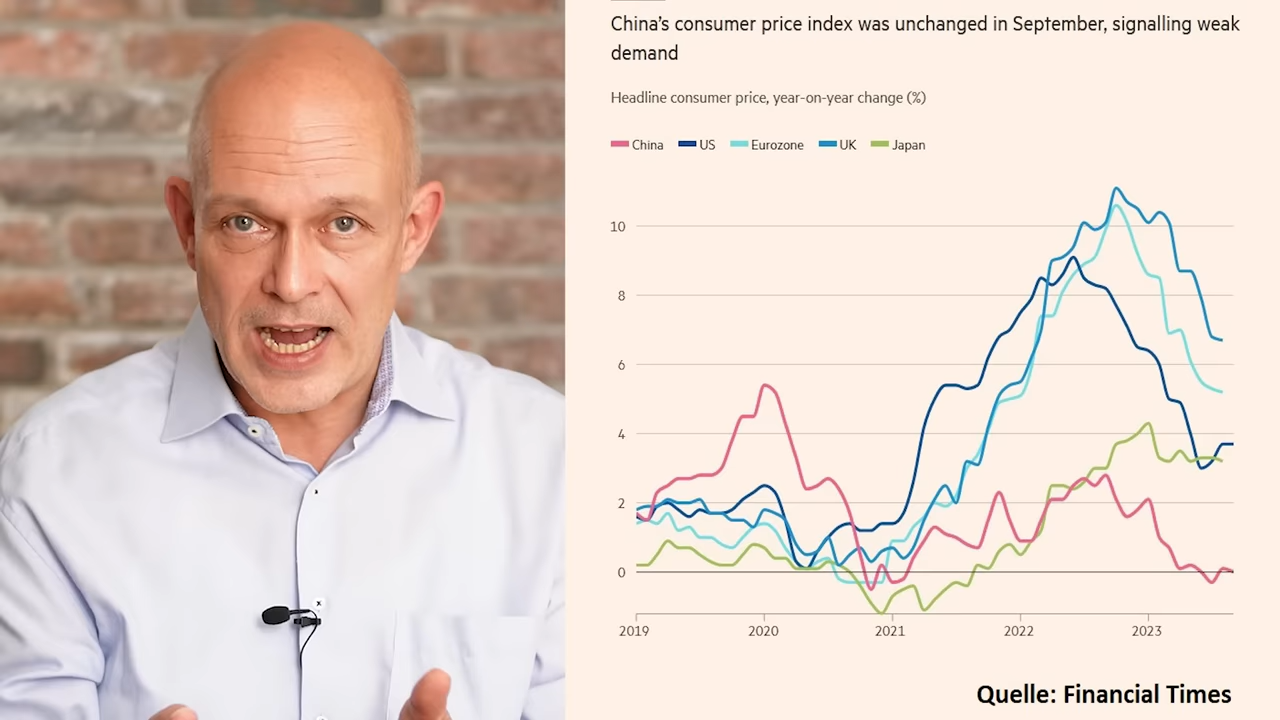 China's consumer price index was unchanged in September, signalling weak
demand
Headline consumer price, year-on-year change (%)
China US Eurozone UK Japan
10
8
6
4
2
0
2019 2020 2021 2022 2023
Quelle: Financial Times